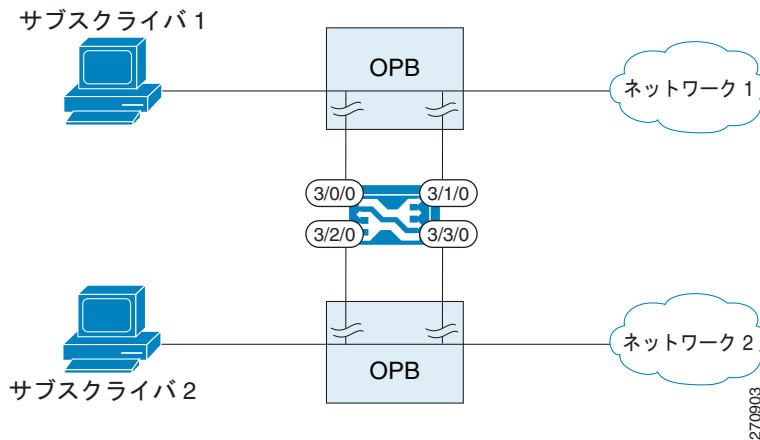 サブスクライバ 1
OPB
ネットワーク 1
3/0/0
3/1/0
3/2/0
3/3/0
OPB
ネットワーク 2
サブスクライバ 2
270903